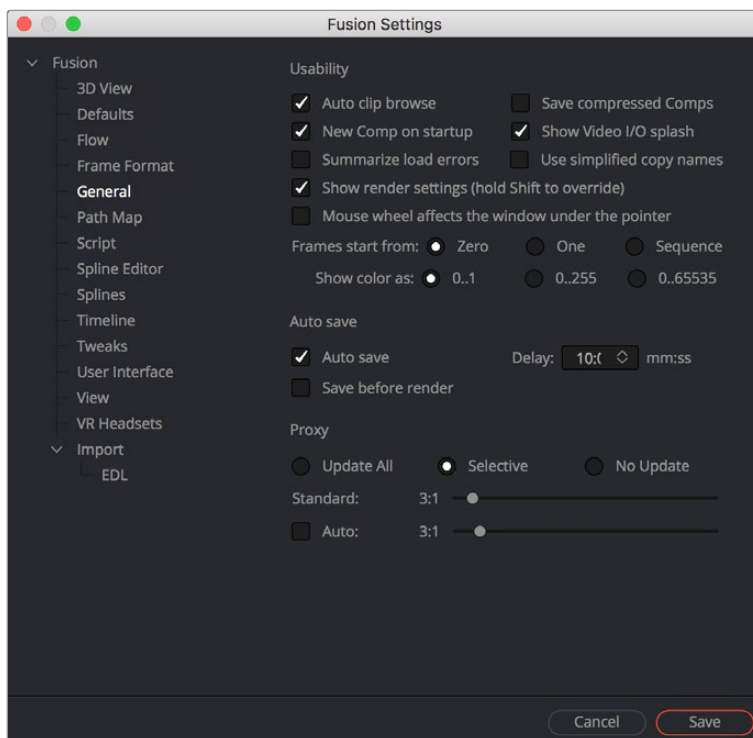 Fusion Settings
Fusion
3D View
Defaults
Flow
Frame Format
General
Path Map
Script
Spline Editor
Splines
Timeline
Tweaks
User Interface
View
VR Headsets
Import
EDL
Usability
Auto clip browse
Save compressed Comps
New Comp on startup
Show Video I/O splash
Summarize load errors
Use simplified copy names
Show render settings (hold Shift to override)
Mouse wheel affects the window under the pointer
Frames start from: Zero One Sequence
Show color as: 0..1 0..255 0..65535
Auto save
Auto save
Delay: 10:( mm:ss
Save before render
Proxy
Update All Selective No Update
Standard: 3:1
Auto: 3:1
Cancel Save